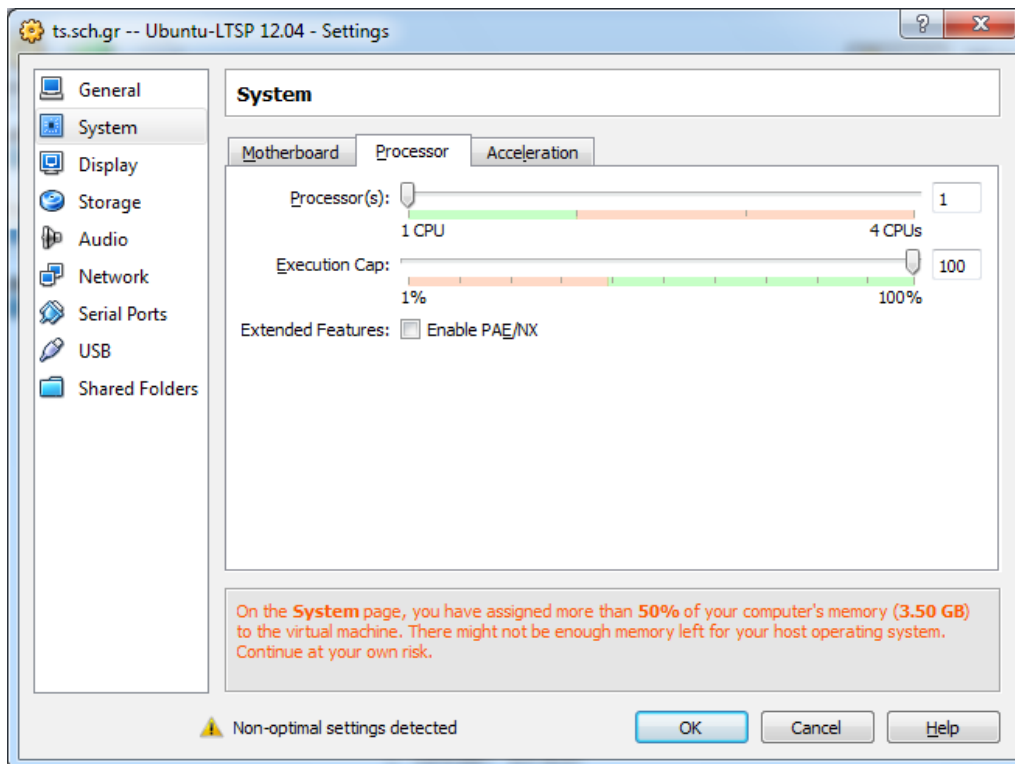 ts.sch.gr -- Ubuntu-LTSP 12.04 - Settings
General
System
Display
Storage
Audio
Network
Serial Ports
USB
Shared Folders
System
Motherboard Processor Acceleration
Processor(s): 1
1 CPU 4 CPUs
Execution Cap: 100
1% 100%
Extended Features: Enable PAE/NX
On the System page, you have assigned more than 50% of your computer's memory (3.50 GB)
to the virtual machine. There might not be enough memory left for your host operating system.
Continue at your own risk.
Non-optimal settings detected
OK Cancel Help